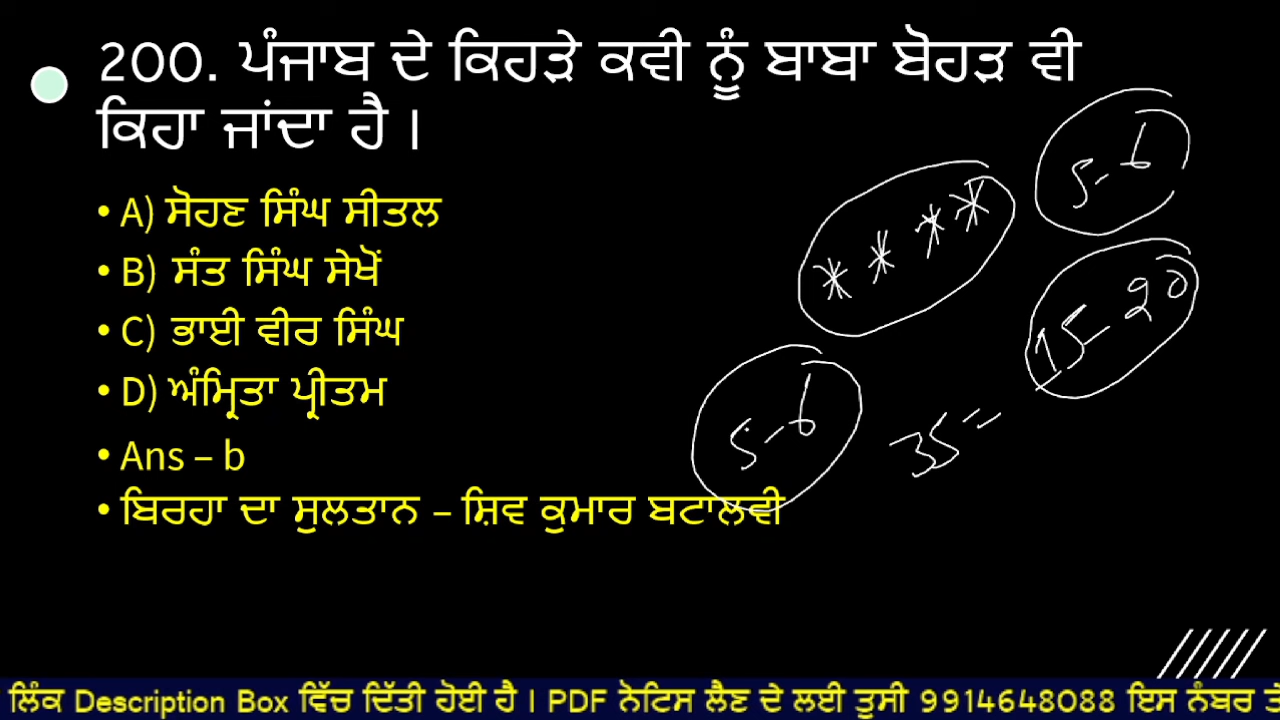 200. ਪੰਜਾਬ ਦੇ ਕਿਹੜੇ ਕਵੀ ਨੂੰ ਬਾਬਾ ਬੋਹੜ ਵੀ
ਕਿਹਾ ਜਾਂਦਾ ਹੈ ।
• A) ਸੋਹਣ ਸਿੰਘ ਸੀਤਲ
• B) ਸੰਤ ਸਿੰਘ ਸੇਖੋਂ
• C) ਭਾਈ ਵੀਰ ਸਿੰਘ
• D) ਅੰਮ੍ਰਿਤਾ ਪ੍ਰੀਤਮ
• Ans – b
• ਬਿਰਹਾ ਦਾ ਸੁਲਤਾਨ – ਸ਼ਿਵ ਕੁਮਾਰ ਬਟਾਲਵੀ
5-6
* * * *
15-20
5-6
35=
ਲਿੰਕ Description Box ਵਿੱਚ ਦਿੱਤੀ ਹੋਈ ਹੈ । PDF ਨੋਟਿਸ ਲੈਣ ਦੇ ਲਈ ਤੁਸੀ 9914648088 ਇਸ ਨੰਬਰ